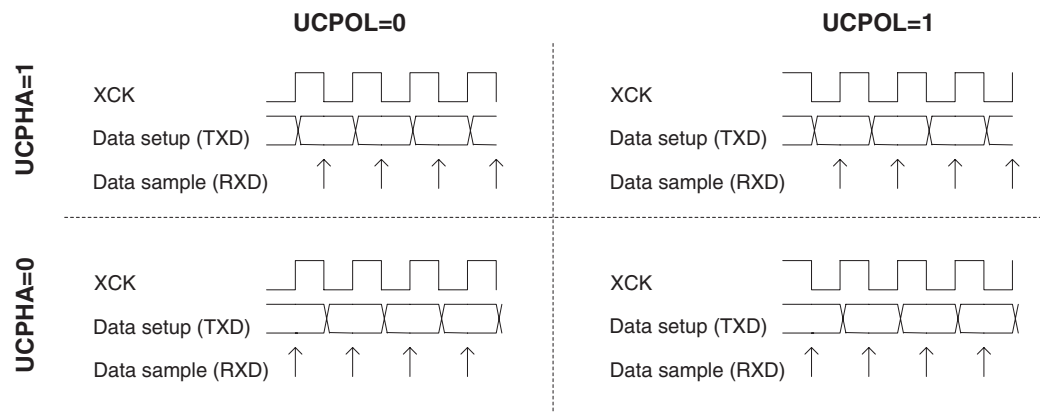 UCPOL=0
UCPOL=1
UCPHA=1
XCK
Data setup (TXD)
Data sample (RXD)
XCK
Data setup (TXD)
Data sample (RXD)
UCPHA=0
XCK
Data setup (TXD)
Data sample (RXD)
XCK
Data setup (TXD)
Data sample (RXD)